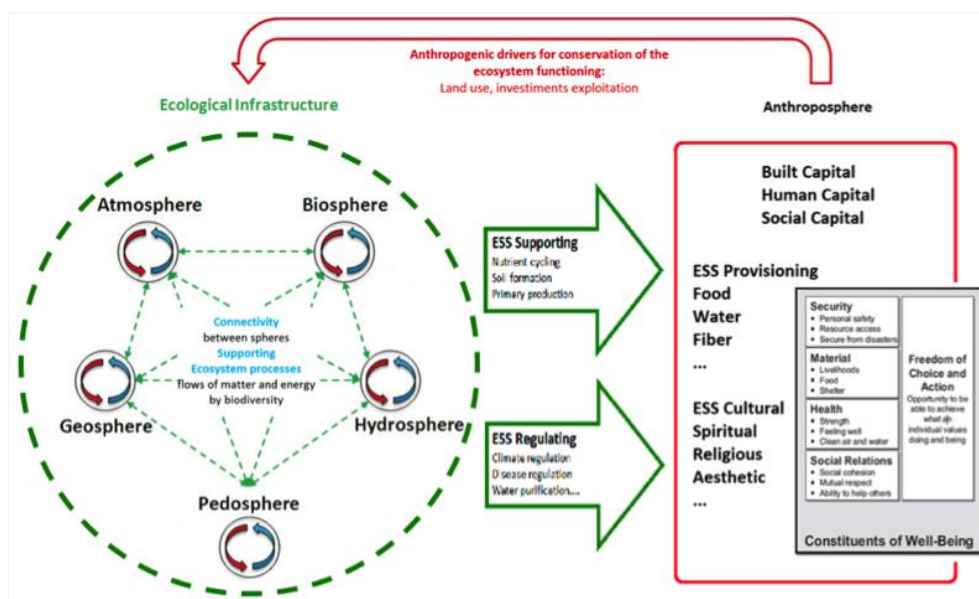 Anthropogenic drivers for conservation of the
ecosystem functioning:
Land use, investiments exploitation
Ecological Infrastructure
Anthroposphere
Atmosphere
Biosphere
Connectivity
between spheres
Supporting
Ecosystem processes
flows of matter and energy
by biodiversity
Geosphere
Hydrosphere
Pedosphere
ESS Supporting
Nutrient cycling
Soil formation
Primary production
ESS Regulating
Climate regulation
Disease regulation
Water purification....
Built Capital
Human Capital
Social Capital
ESS Provisioning
Food
Water
Fiber
...
ESS Cultural
Spiritual
Religious
Aesthetic
...
Security
• Personal safety
• Resource access
• Secure from disasters
Material
• Livelihoods
• Food
• Shelter
Health
• Strength
• Feeling well
• Clean air and water
Social Relations
• Social cohesion
• Mutual respect
• Ability to help others
Freedom of
Choice and
Action
Opportunity to be
able to achieve
what an
individual values
doing and being
Constituents of Well-Being